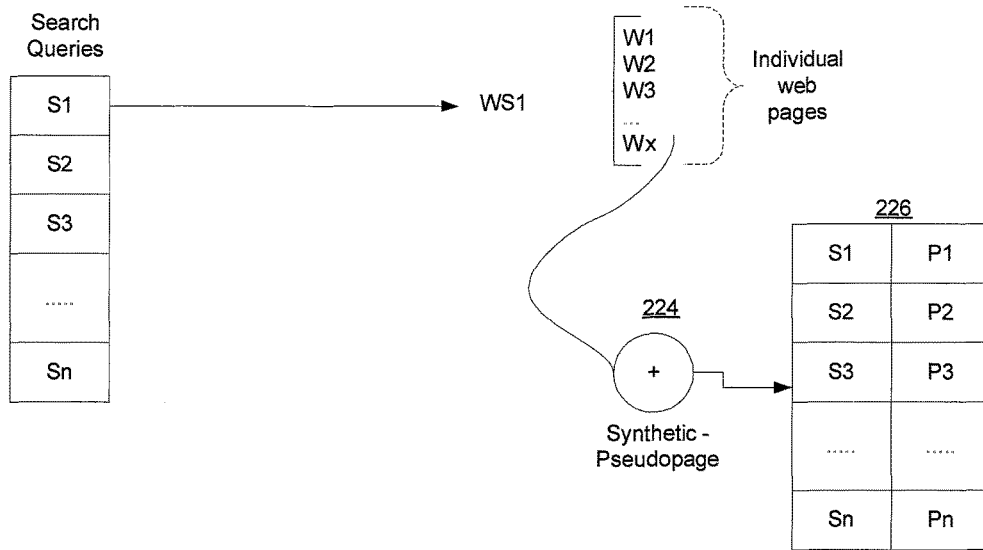 Search
Queries
S1
S2
S3
.....
Sn
WS1
W1
W2
W3
...
Wx
Individual
web
pages
224
+
Synthetic -
Pseudopage
226
S1 P1
S2 P2
S3 P3
..... .....
Sn Pn